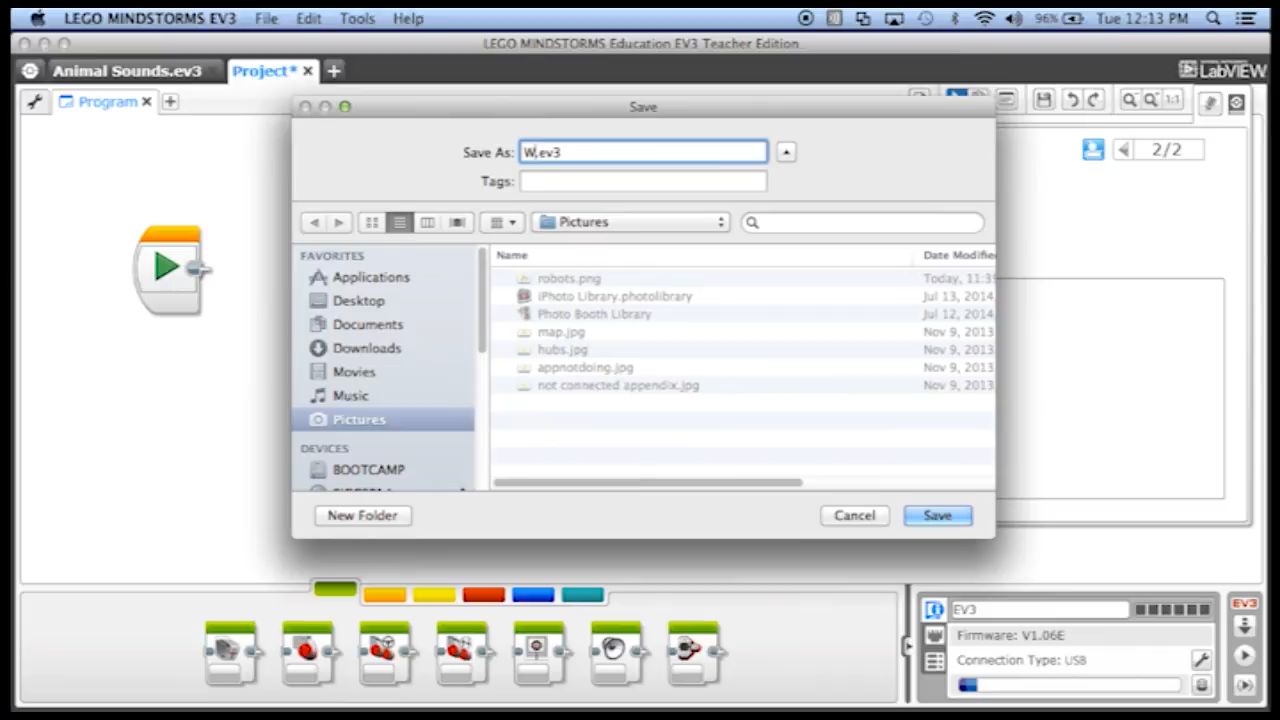 LEGO MINDSTORMS EV3 File Edit Tools Help 96% Tue 12:13 PM
LEGO MINDSTORMS Education EV3 Teacher Edition
Animal Sounds.ev3 Project* LabVIEW
Program 1:1
Save
Save As: W.ev3
2/2
Tags:
Pictures
FAVORITES
Name Date Modifie
Applications
robots.png Today, 11:3
Desktop
iPhoto Library.photolibrary Jul 13, 2014
Photo Booth Library Jul 12, 2014
Documents
map.jpg Nov 9, 2013
Downloads
hubs.jpg Nov 9, 2013
Movies
appnotdoing.jpg Nov 9, 2013
Music
not connected appendix.jpg Nov 9, 2013
Pictures
DEVICES
BOOTCAMP
New Folder Cancel Save
EV3 EV3
Firmware: V1.06E
Connection Type: USB